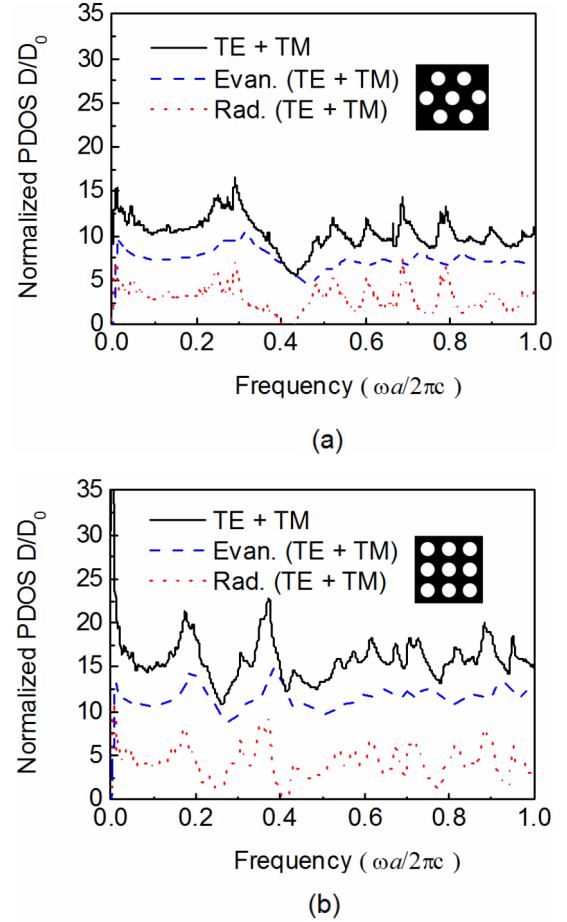 35
30
25
20
15
10
5
0
Normalized PDOS D/D₀
TE + TM
Evan. (TE + TM)
Rad. (TE + TM)
0.0 0.2 0.4 0.6 0.8 1.0
Frequency (ωa/2πc)
(a)
35
30
25
20
15
10
5
0
Normalized PDOS D/D₀
TE + TM
Evan. (TE + TM)
Rad. (TE + TM)
0.0 0.2 0.4 0.6 0.8 1.0
Frequency (ωa/2πc)
(b)